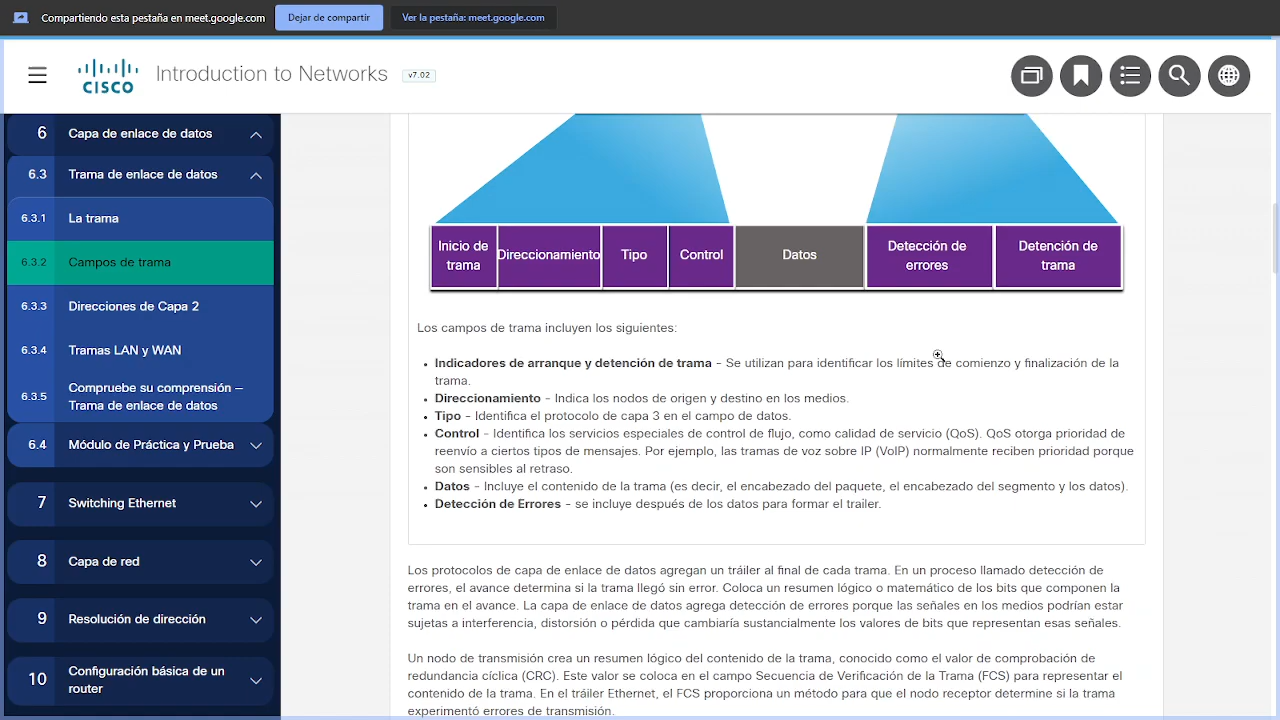 Compartiendo esta pestaña en meet.google.com
Dejar de compartir
Ver la pestaña: meet.google.com
CISCO
Introduction to Networks
v7.02
6
Capa de enlace de datos
6.3
Trama de enlace de datos
6.3.1
La trama
6.3.2
Campos de trama
6.3.3
Direcciones de Capa 2
6.3.4
Tramas LAN y WAN
6.3.5
Compruebe su comprensión –
Trama de enlace de datos
6.4
Módulo de Práctica y Prueba
7
Switching Ethernet
8
Capa de red
9
Resolución de dirección
10
Configuración básica de un
router
Inicio de
trama
Direccionamiento
Tipo
Control
Datos
Detección de
errores
Detención de
trama
Los campos de trama incluyen los siguientes:
• Indicadores de arranque y detención de trama - Se utilizan para identificar los límites de comienzo y finalización de la
trama.
• Direccionamiento - Indica los nodos de origen y destino en los medios.
• Tipo - Identifica el protocolo de capa 3 en el campo de datos.
• Control - Identifica los servicios especiales de control de flujo, como calidad de servicio (QoS). QoS otorga prioridad de
reenvío a ciertos tipos de mensajes. Por ejemplo, las tramas de voz sobre IP (VoIP) normalmente reciben prioridad porque
son sensibles al retraso.
• Datos - Incluye el contenido de la trama (es decir, el encabezado del paquete, el encabezado del segmento y los datos).
• Detección de Errores - se incluye después de los datos para formar el trailer.
Los protocolos de capa de enlace de datos agregan un tráiler al final de cada trama. En un proceso llamado detección de
errores, el avance determina si la trama llegó sin error. Coloca un resumen lógico o matemático de los bits que componen la
trama en el avance. La capa de enlace de datos agrega detección de errores porque las señales en los medios podrían estar
sujetas a interferencia, distorsión o pérdida que cambiaría sustancialmente los valores de bits que representan esas señales.
Un nodo de transmisión crea un resumen lógico del contenido de la trama, conocido como el valor de comprobación de
redundancia cíclica (CRC). Este valor se coloca en el campo Secuencia de Verificación de la Trama (FCS) para representar el
contenido de la trama. En el tráiler Ethernet, el FCS proporciona un método para que el nodo receptor determine si la trama
experimentó errores de transmisión.